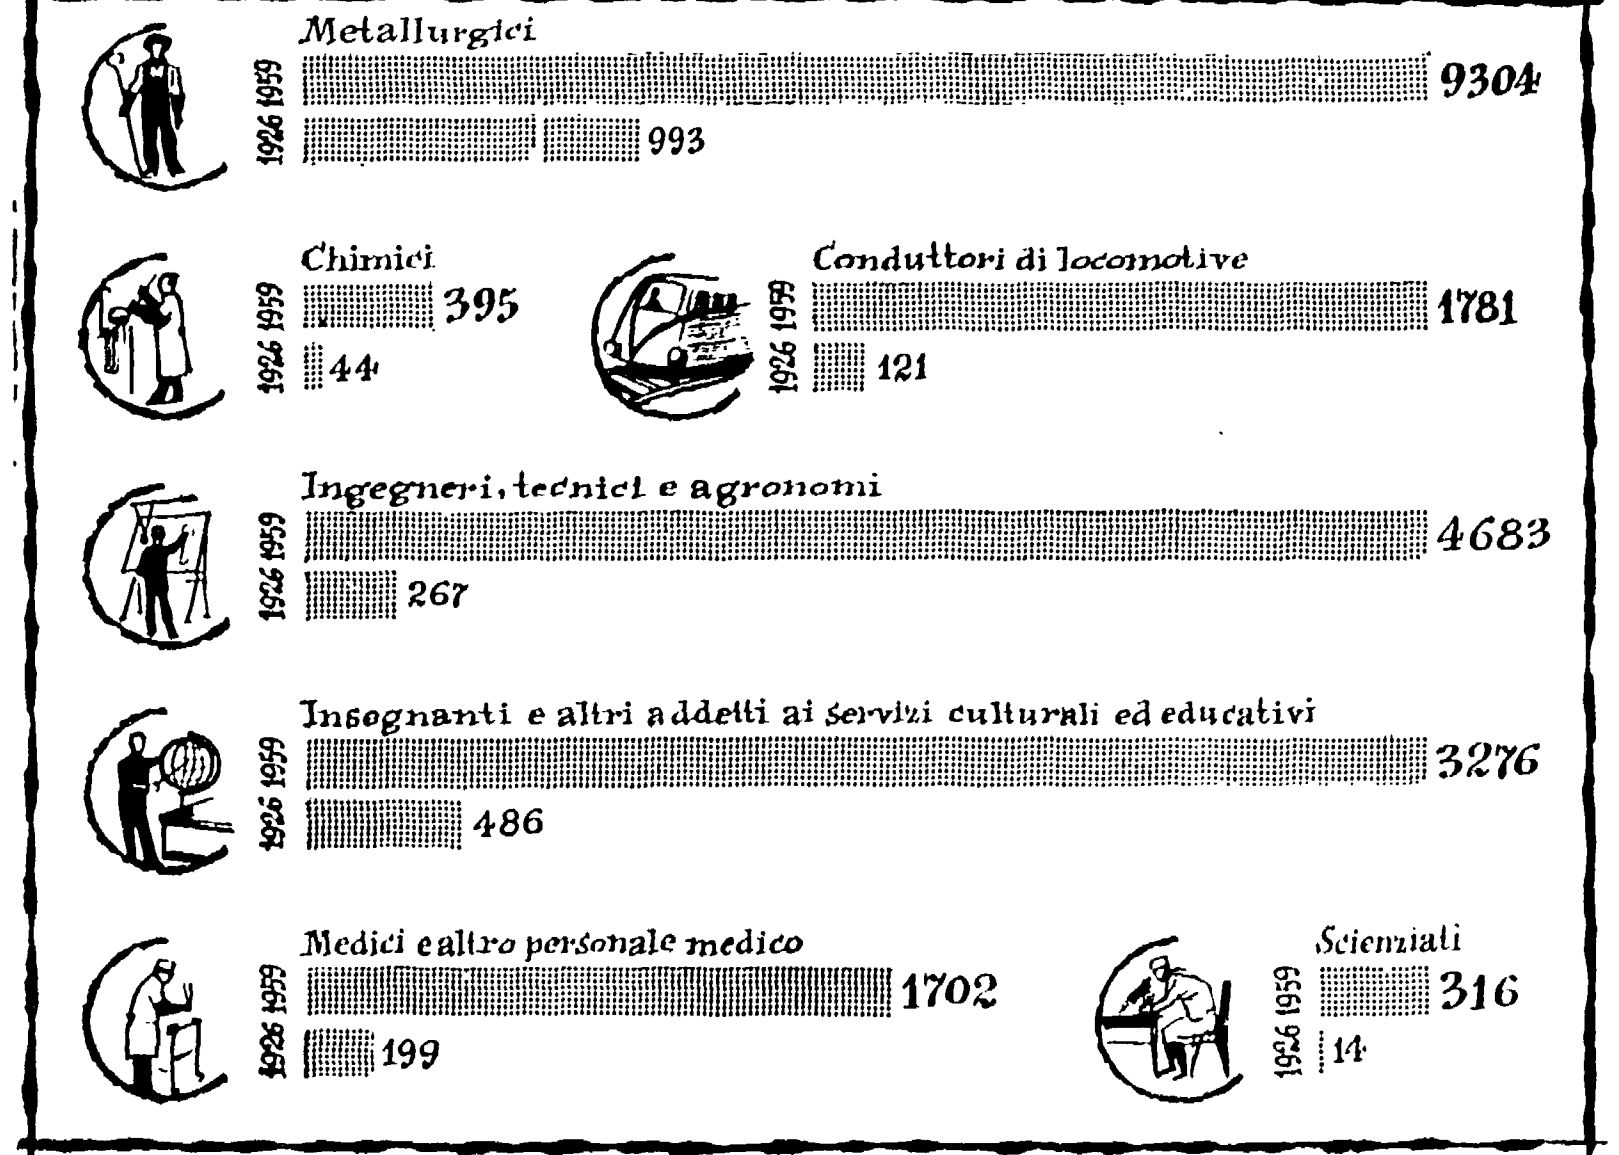 Metallurgici
1959 9304
1926 993
Chimici
1959 395
1926 44
Conduttori di locomotive
1959 1781
1926 121
Ingegneri, tecnici e agronomi
1959 4683
1926 267
Insegnanti e altri addetti ai servizi culturali ed educativi
1959 3276
1926 486
Medici e altro personale medico
1959 1702
1926 199
Scienziati
1959 316
1926 14